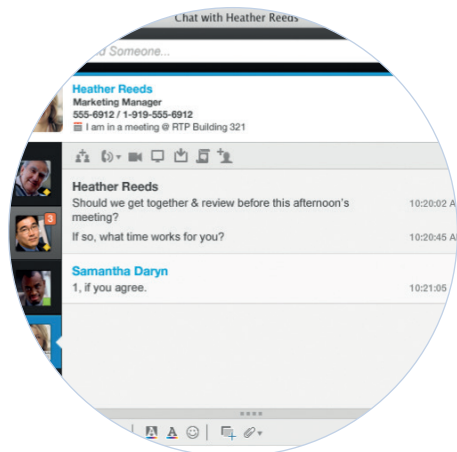 Chat with Heather Reeds
Someone...
Heather Reeds
Marketing Manager
555-6912 / 1-919-555-6912
I am in a meeting @ RTP Building 321
Heather Reeds
Should we get together & review before this afternoon's 10:20:02 A
meeting?
If so, what time works for you? 10:20:45 A
3
Samantha Daryn
1, if you agree. 10:21:05
A A